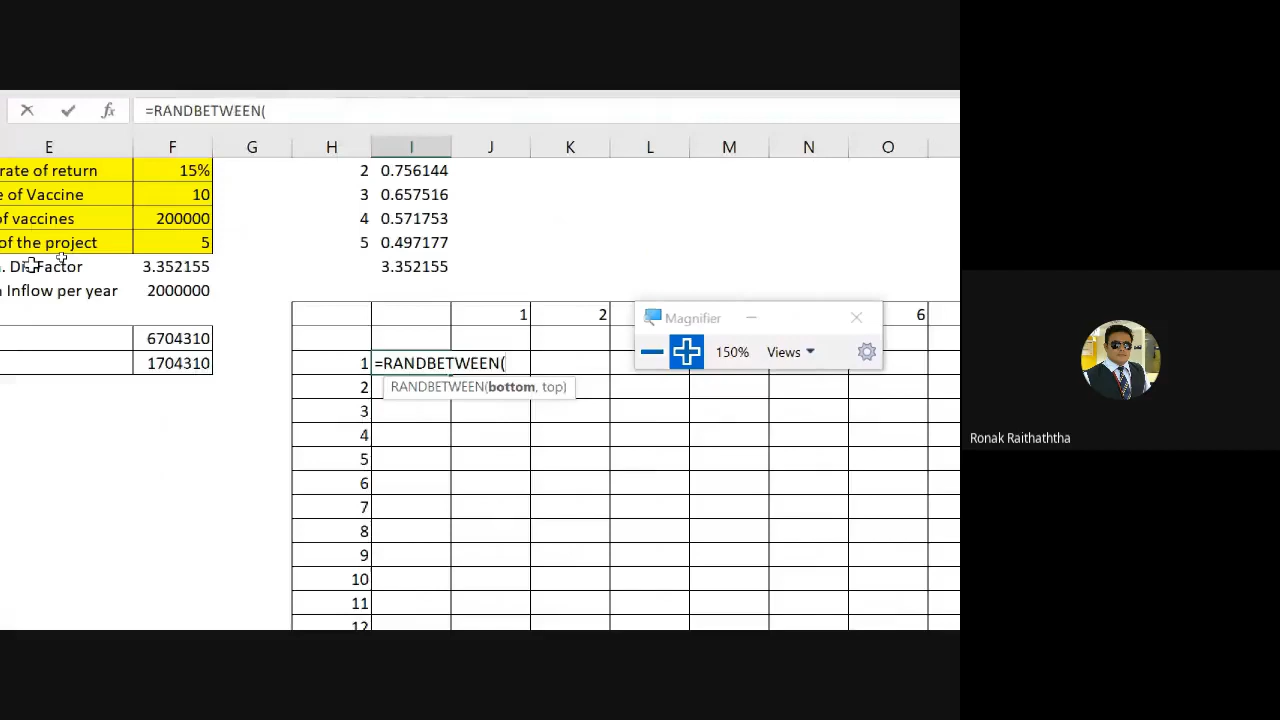 =RANDBETWEEN(
E F G H I J K L M N O
rate of return 15% 2 0.756144
e of Vaccine 10 3 0.657516
of vaccines 200000 4 0.571753
of the project 5 5 0.497177
Factor 3.352155 3.352155
Inflow per year 2000000
1 2 6
Magnifier
6704310
150% Views
1704310 1 =RANDBETWEEN(
2 RANDBETWEEN(bottom, top)
3
4
5
6
7
8
9
10
11
12
Ronak Raithaththa